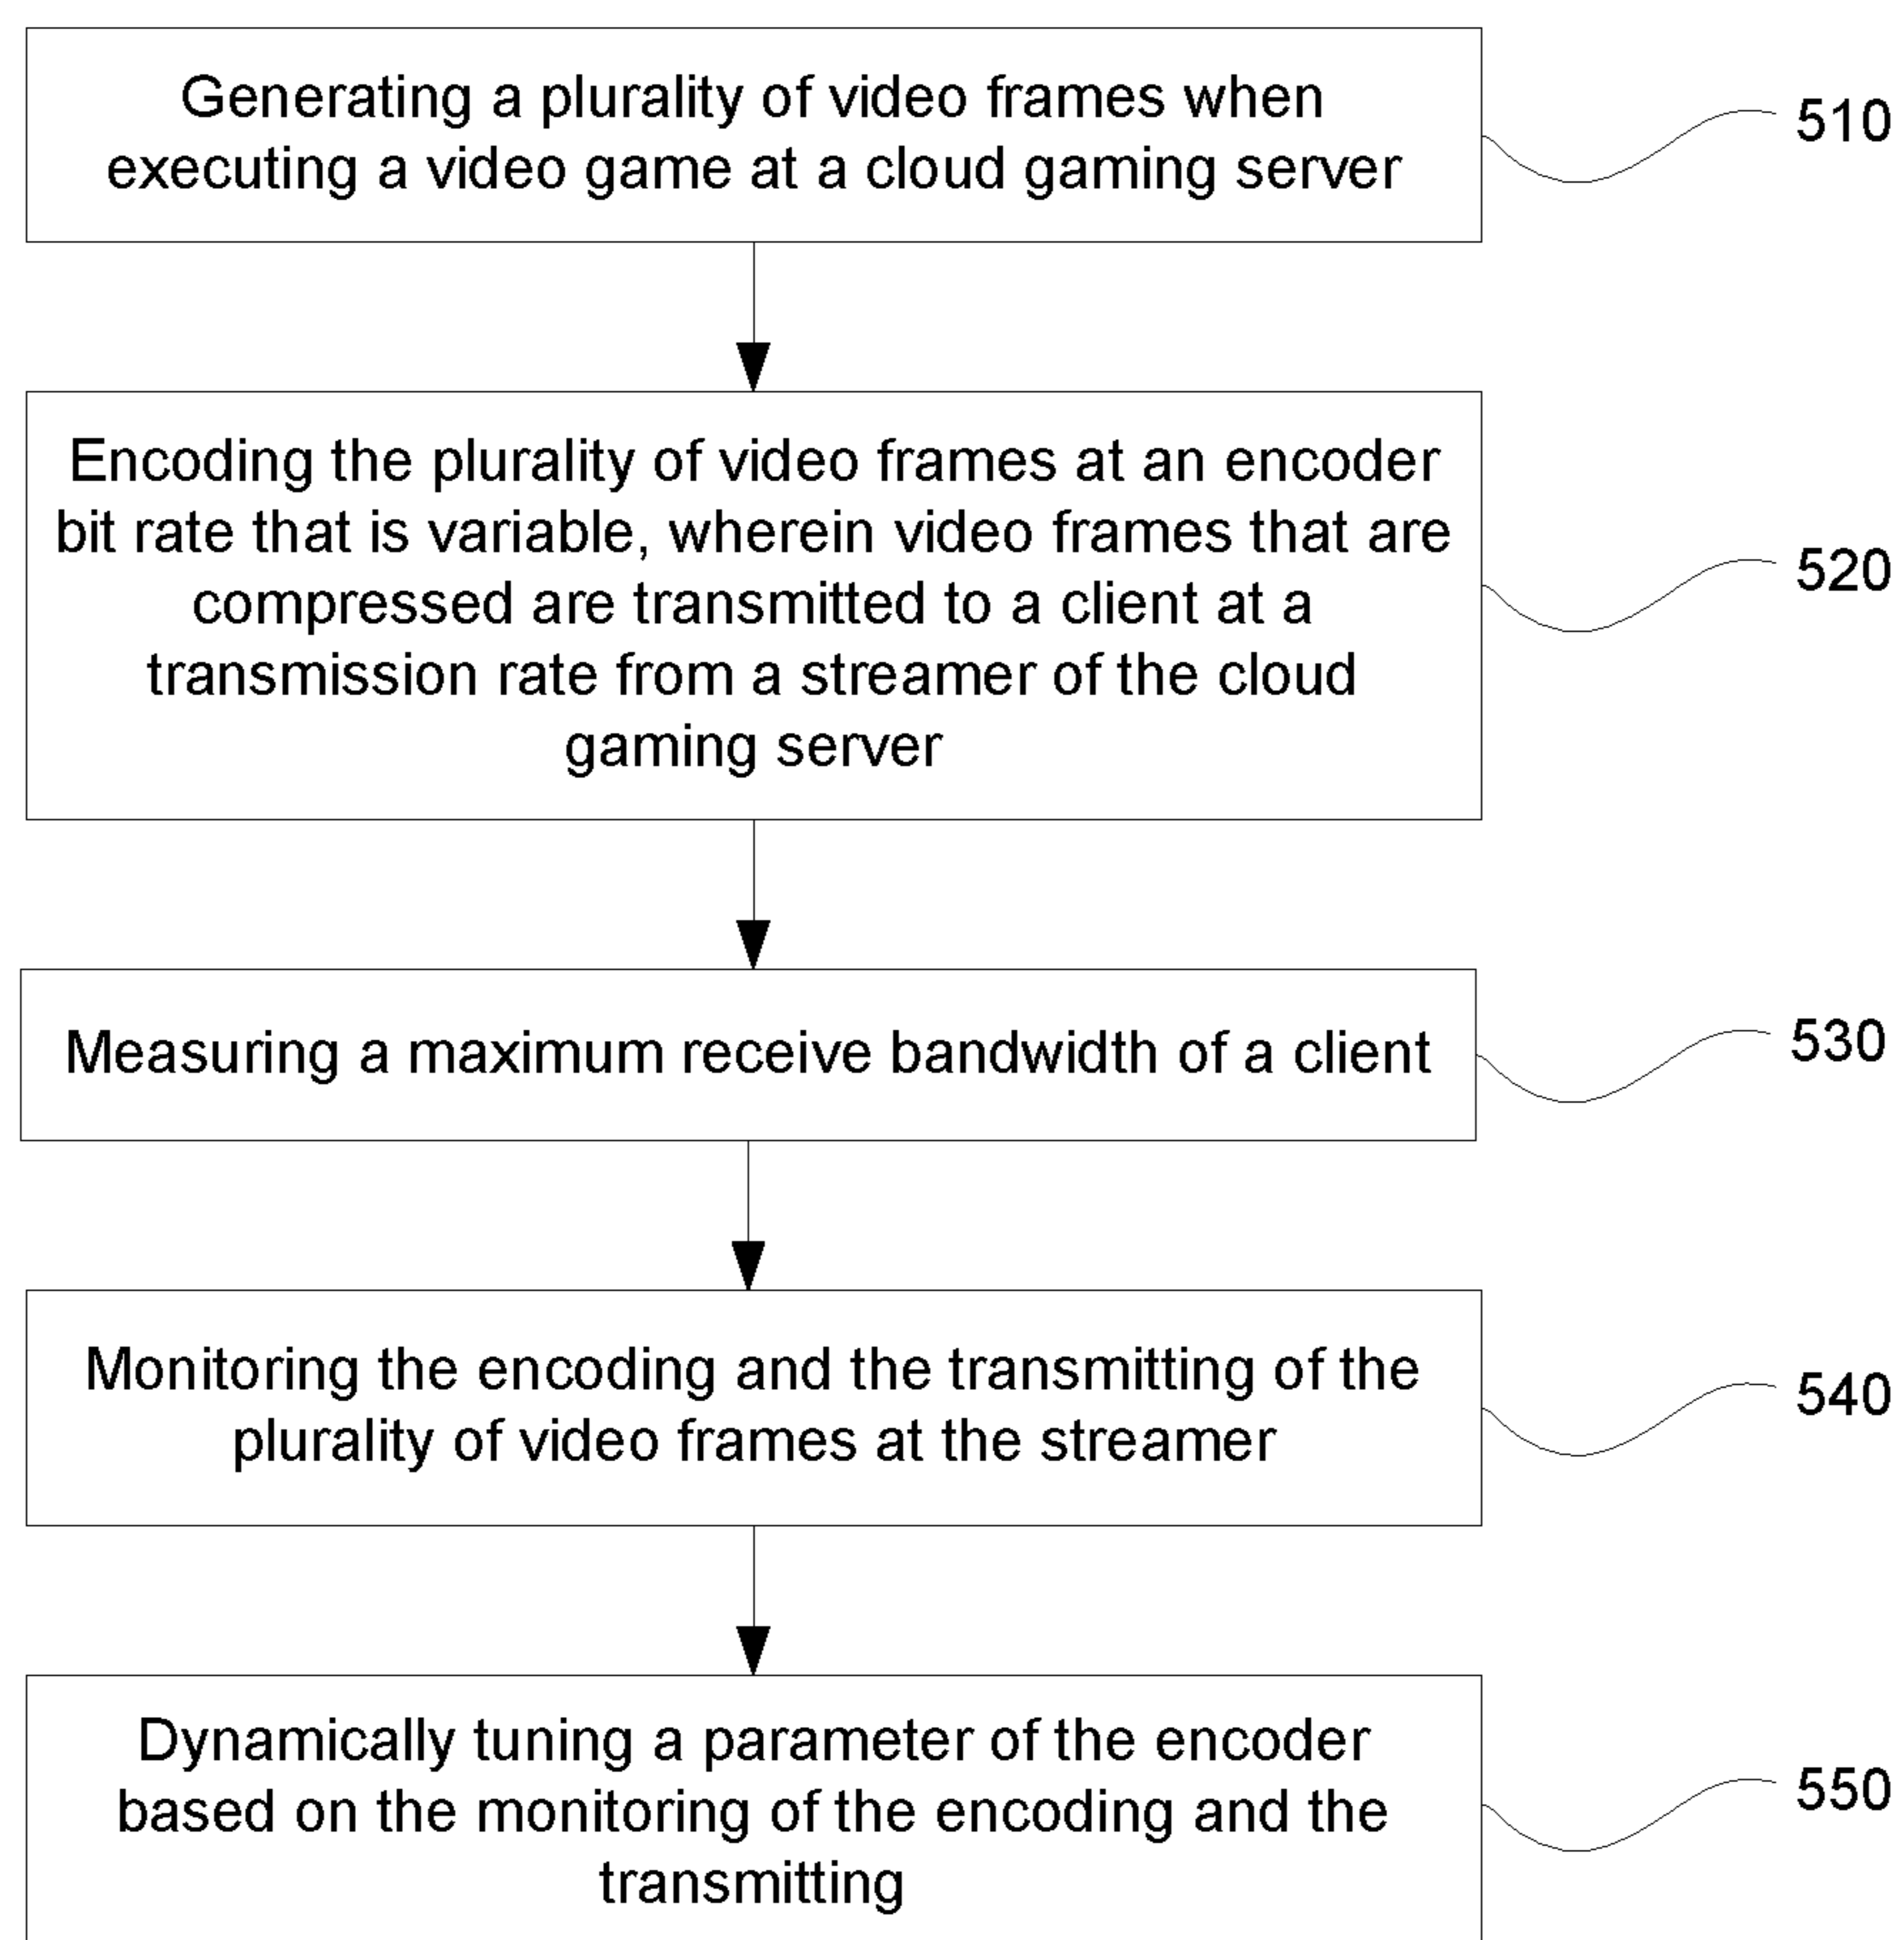 Generating a plurality of video frames when
executing a video game at a cloud gaming server
510
Encoding the plurality of video frames at an encoder
bit rate that is variable, wherein video frames that are
compressed are transmitted to a client at a
transmission rate from a streamer of the cloud
gaming server
520
Measuring a maximum receive bandwidth of a client
530
Monitoring the encoding and the transmitting of the
plurality of video frames at the streamer
540
Dynamically tuning a parameter of the encoder
based on the monitoring of the encoding and the
transmitting
550